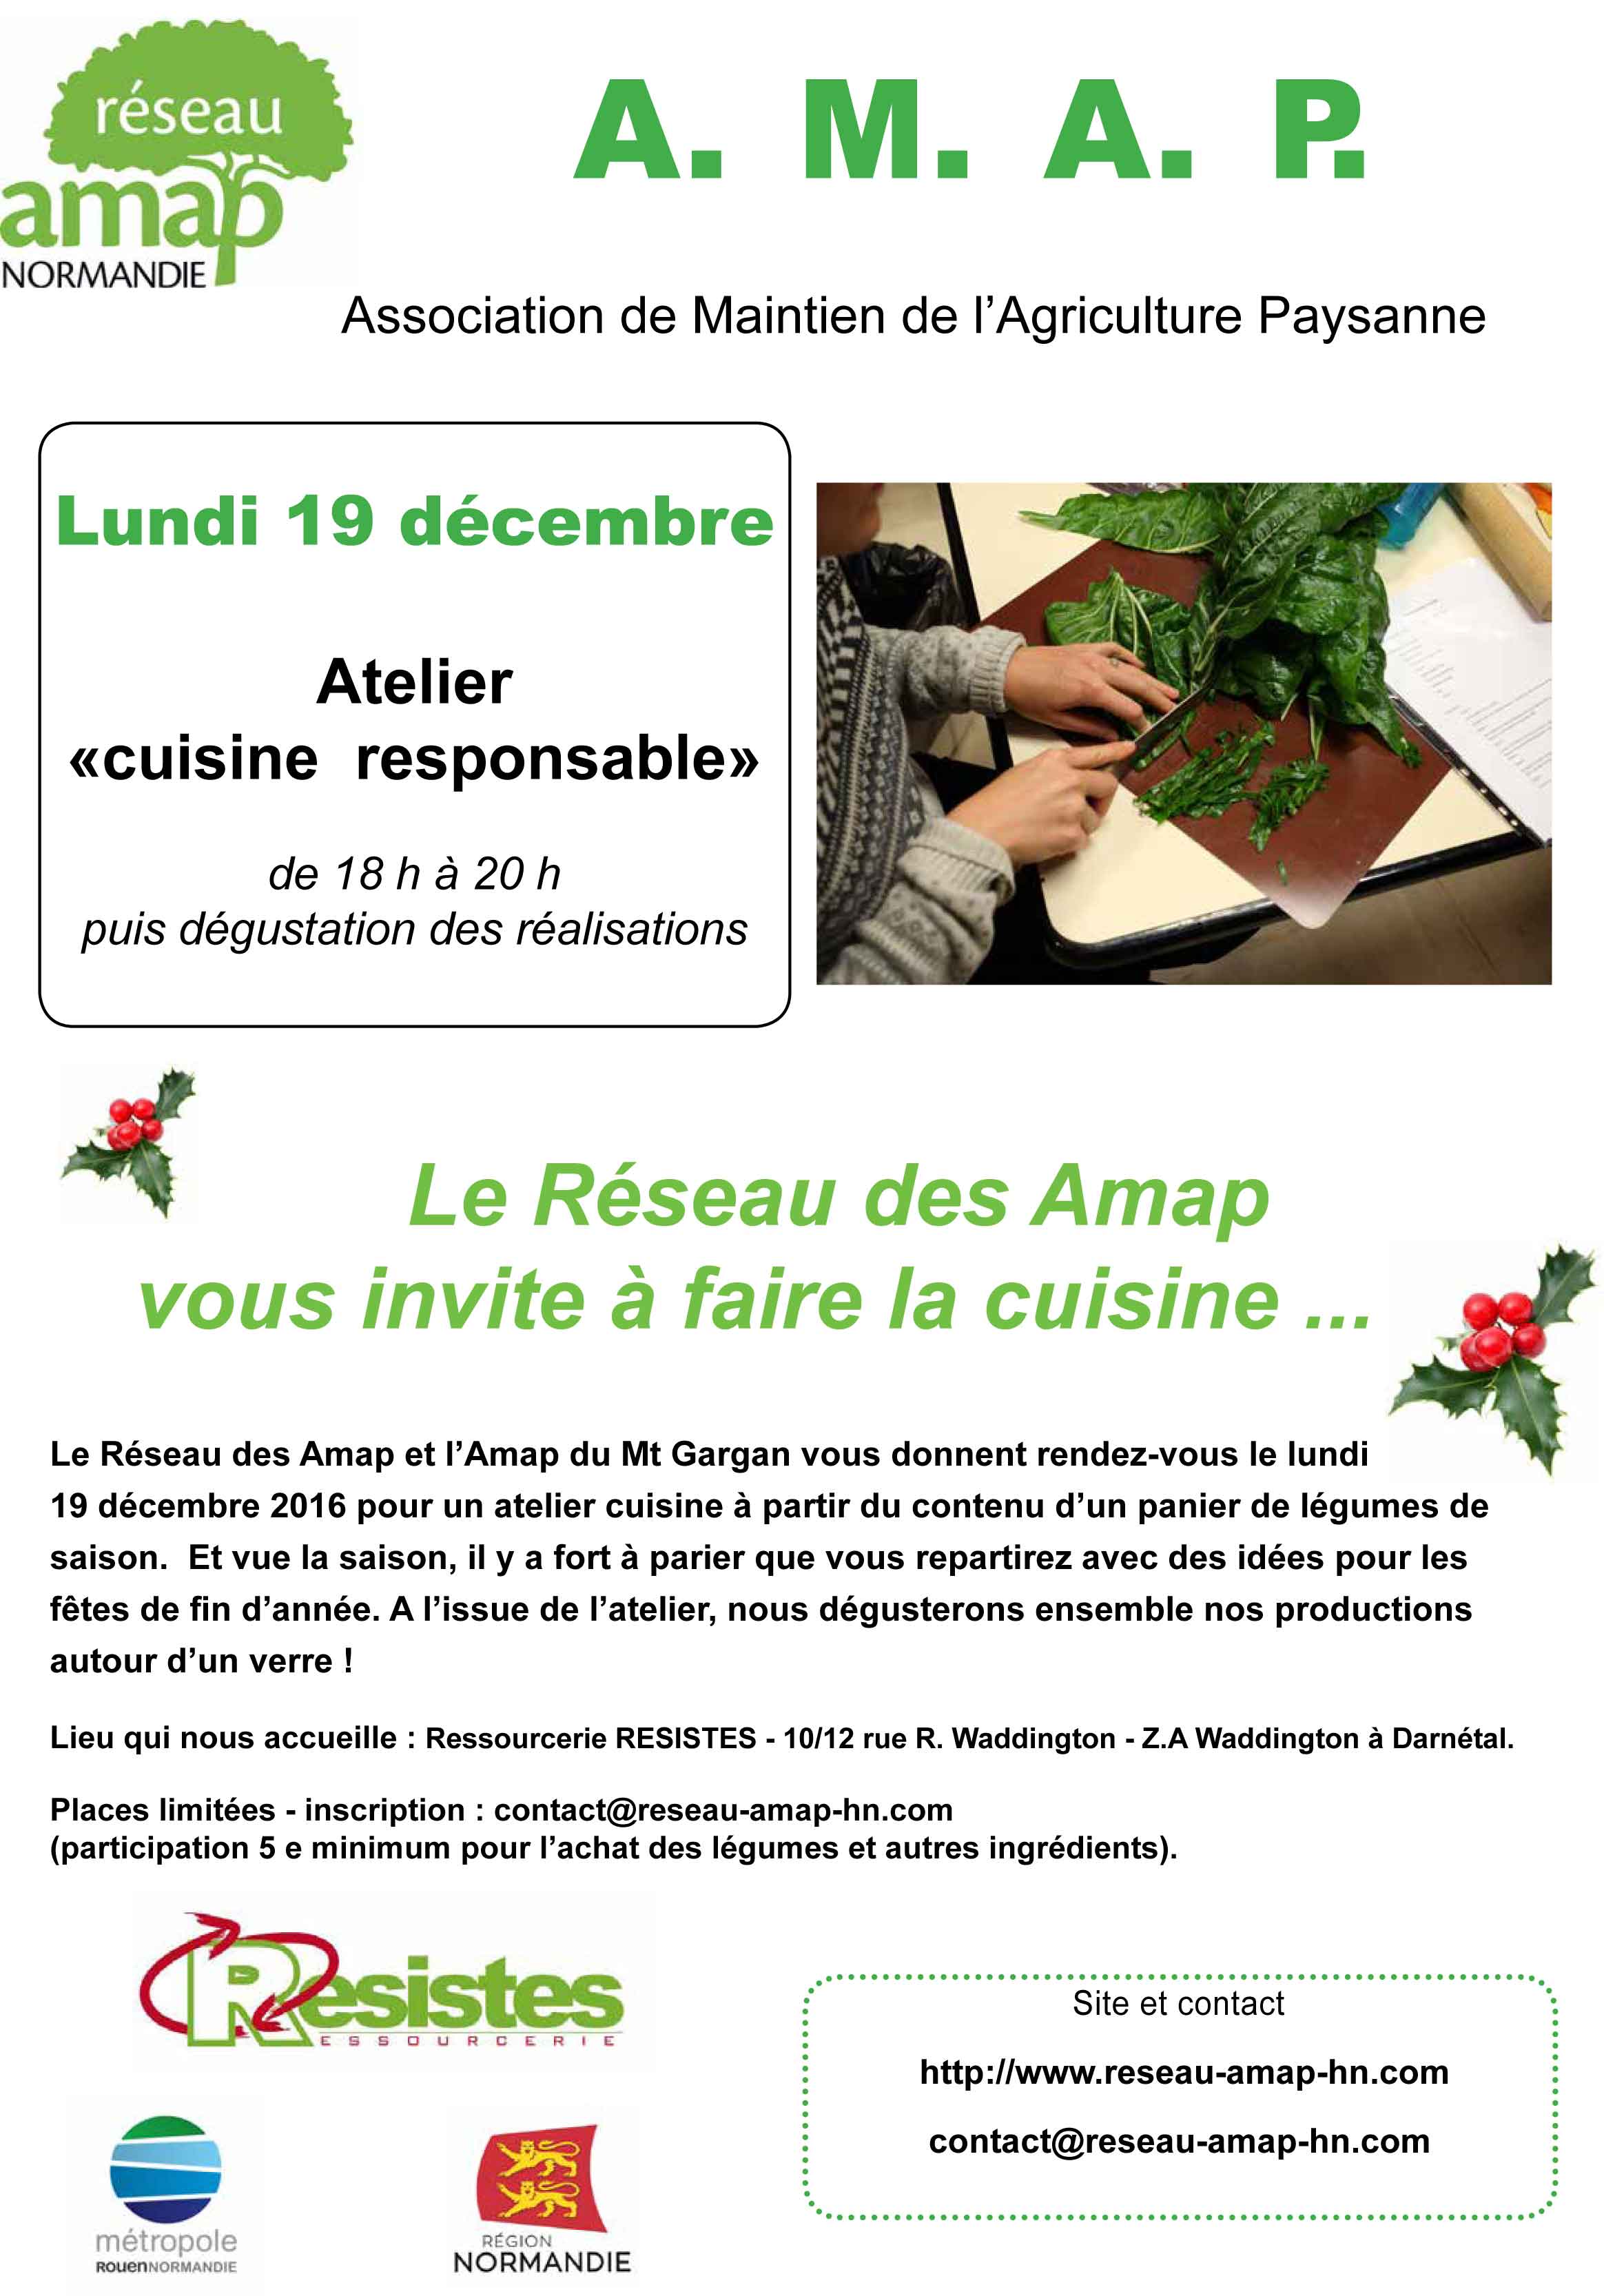 réseau
amap
NORMANDIE
A. M. A. P.
Association de Maintien de l’Agriculture Paysanne
Lundi 19 décembre
Atelier
«cuisine responsable»
de 18 h à 20 h
puis dégustation des réalisations
Le Réseau des Amap
vous invite à faire la cuisine ...
Le Réseau des Amap et l’Amap du Mt Gargan vous donnent rendez-vous le lundi
19 décembre 2016 pour un atelier cuisine à partir du contenu d’un panier de légumes de
saison. Et vue la saison, il y a fort à parier que vous repartirez avec des idées pour les
fêtes de fin d’année. A l’issue de l’atelier, nous dégusterons ensemble nos productions
autour d’un verre !
Lieu qui nous accueille : Ressourcerie RESISTES - 10/12 rue R. Waddington - Z.A Waddington à Darnétal.
Places limitées - inscription : contact@reseau-amap-hn.com
(participation 5 e minimum pour l’achat des légumes et autres ingrédients).
Resistes
ESSOURCERIE
Site et contact
http://www.reseau-amap-hn.com
contact@reseau-amap-hn.com
métropole
ROUENNORMANDIE
RÉGION
NORMANDIE